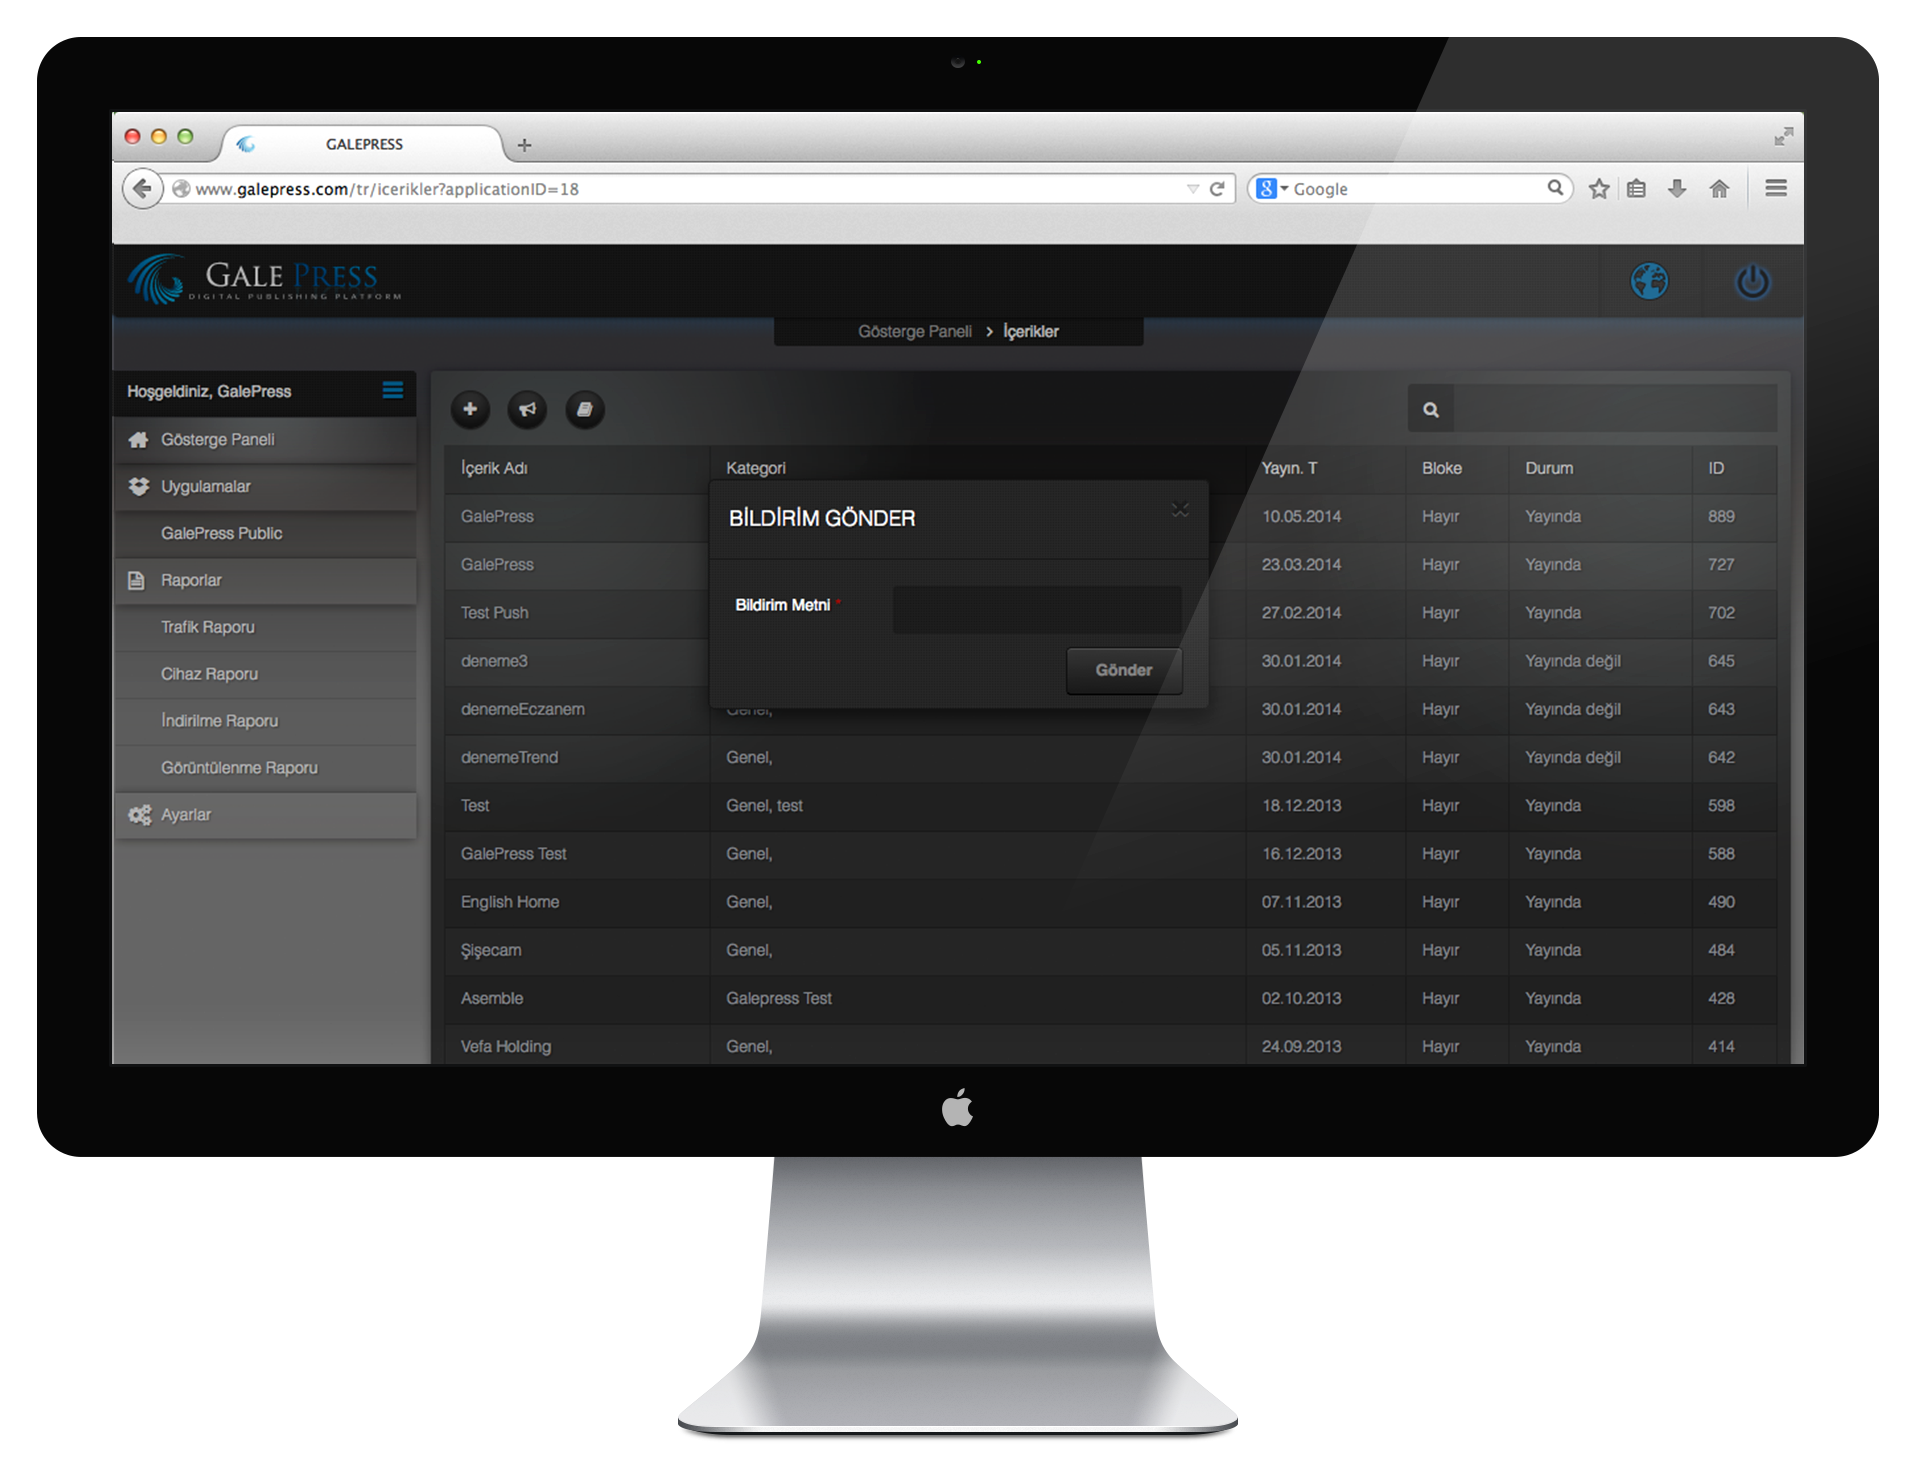 GALEPRESS
www.galepress.com/tr/icerikler?applicationID=18
8 Google
GALE PRESS
DIGITAL PUBLISHING PLATFORM
Gösterge Paneli > İçerikler
Hoşgeldiniz, GalePress
Gösterge Paneli
Uygulamalar
GalePress Public
Raporlar
Trafik Raporu
Cihaz Raporu
İndirilme Raporu
Görüntülenme Raporu
Ayarlar
İçerik Adı Kategori Yayın. T Bloke Durum ID
GalePress 10.05.2014 Hayır Yayında 889
GalePress 23.03.2014 Hayır Yayında 727
Test Push 27.02.2014 Hayır Yayında 702
deneme3 30.01.2014 Hayır Yayında değil 645
denemeEczanem Genel, 30.01.2014 Hayır Yayında değil 643
denemeTrend Genel, 30.01.2014 Hayır Yayında değil 642
Test Genel, test 18.12.2013 Hayır Yayında 598
GalePress Test Genel, 16.12.2013 Hayır Yayında 588
English Home Genel, 07.11.2013 Hayır Yayında 490
Şişecam Genel, 05.11.2013 Hayır Yayında 484
Asemble Galepress Test 02.10.2013 Hayır Yayında 428
Vefa Holding Genel, 24.09.2013 Hayır Yayında 414
BİLDİRİM GÖNDER
Bildirim Metni *
Gönder